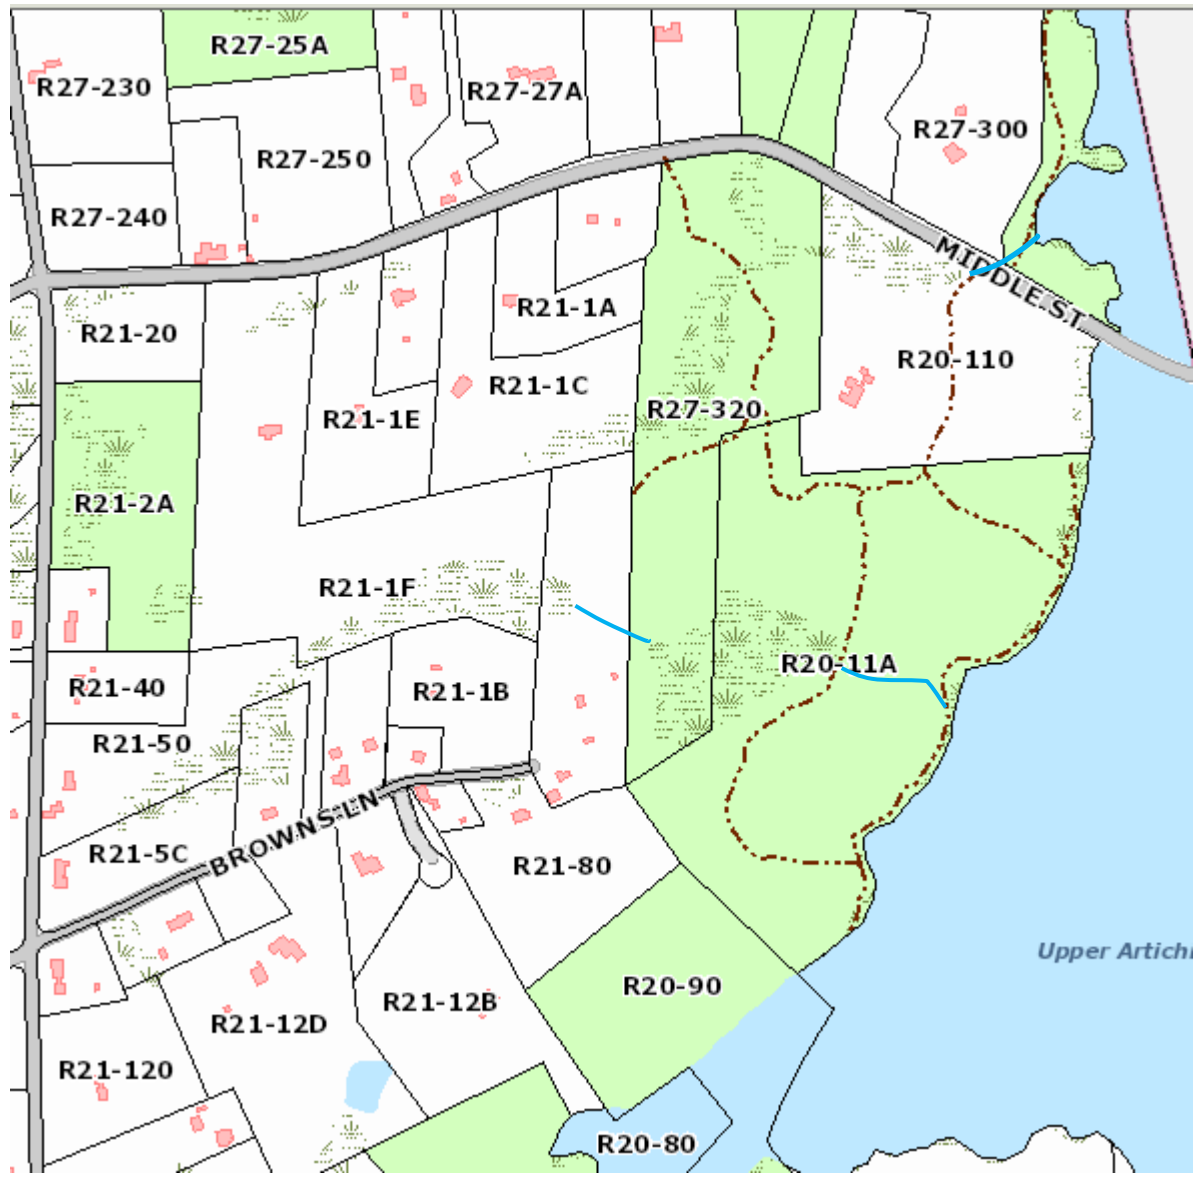 R27-25A
R27-230
R27-27A
R27-300
R27-250
R27-240
MIDDLE ST
R21-1A
R21-20
R20-110
R21-1C
R27-320
R21-1E
R21-2A
R21-1F
R20-11A
R21-40
R21-1B
R21-50
BROWNS LN
R21-5C
R21-80
Upper Artich
R20-90
R21-12B
R21-12D
R21-120
R20-80